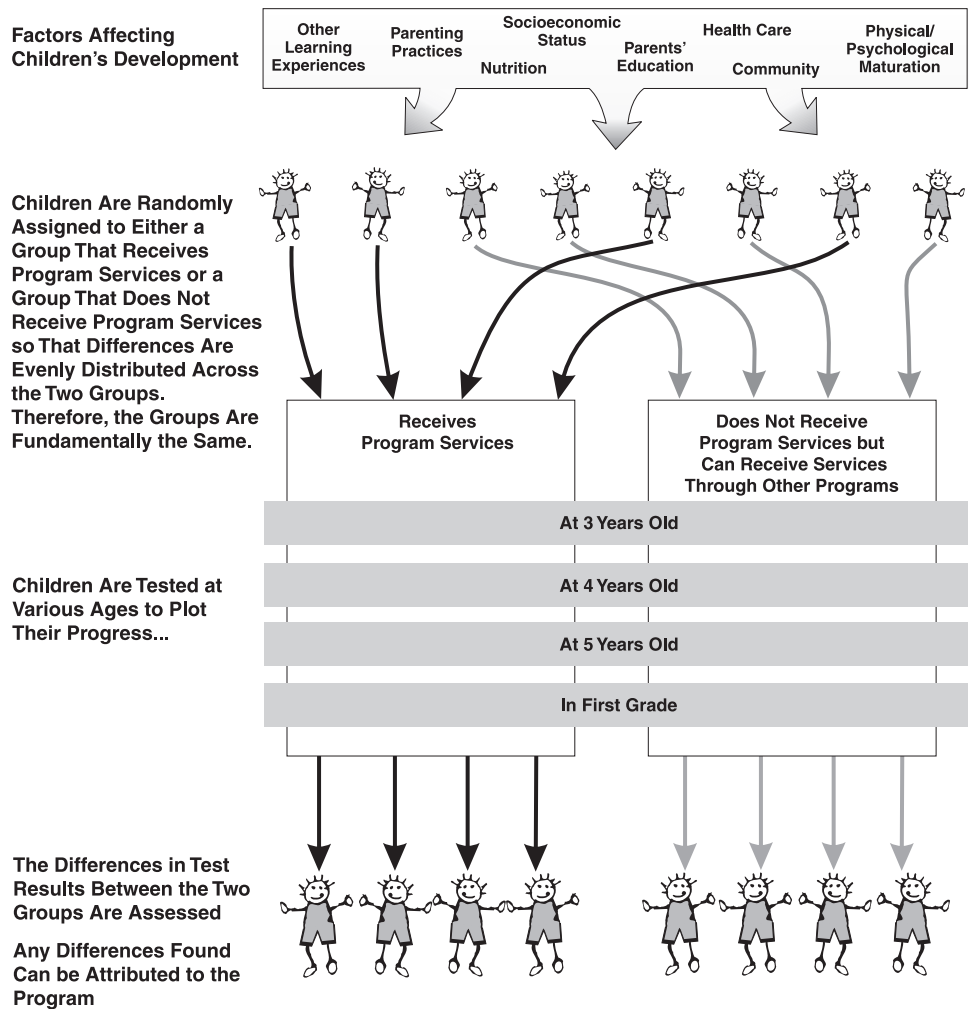 Factors Affecting
Children's Development
Other
Learning
Experiences
Parenting
Practices
Nutrition
Socioeconomic
Status
Parents'
Education
Health Care
Community
Physical/
Psychological
Maturation
Children Are Randomly
Assigned to Either a
Group That Receives
Program Services or a
Group That Does Not
Receive Program Services
so That Differences Are
Evenly Distributed Across
the Two Groups.
Therefore, the Groups Are
Fundamentally the Same.
Receives
Program Services
Does Not Receive
Program Services but
Can Receive Services
Through Other Programs
Children Are Tested at
Various Ages to Plot
Their Progress...
At 3 Years Old
At 4 Years Old
At 5 Years Old
In First Grade
The Differences in Test
Results Between the Two
Groups Are Assessed
Any Differences Found
Can be Attributed to the
Program